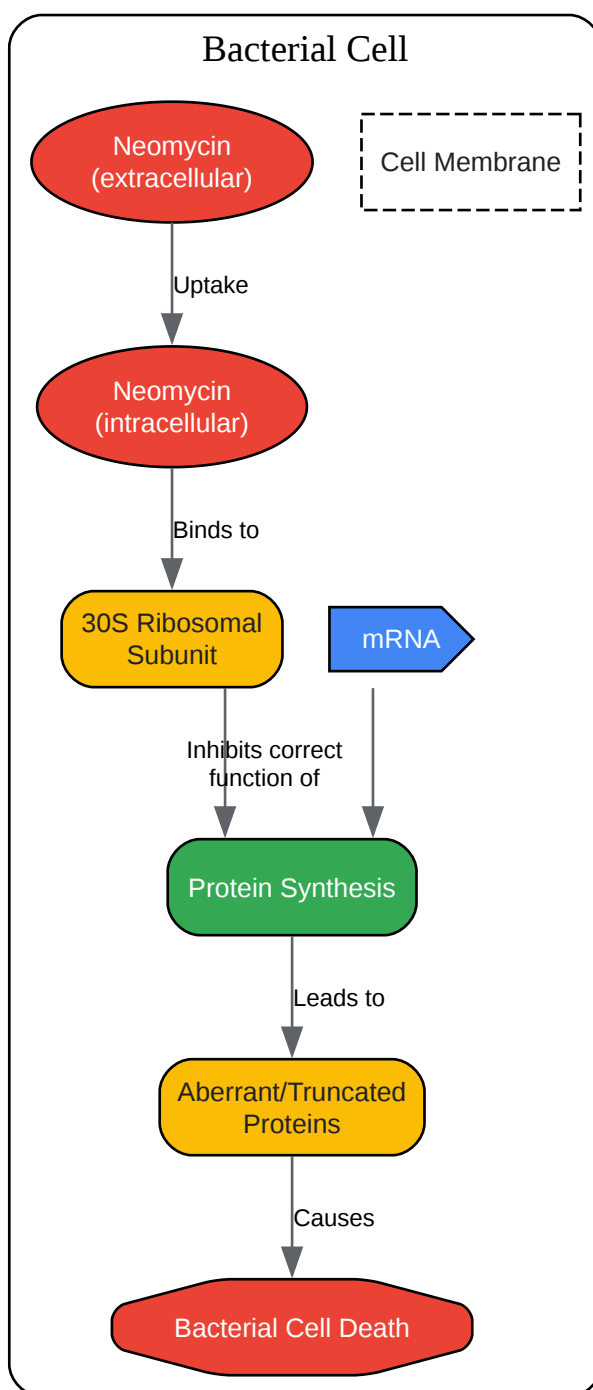 Bacterial Cell
Neomycin
(extracellular)
Cell Membrane
Uptake
Neomycin
(intracellular)
Binds to
30S Ribosomal
Subunit
mRNA
Inhibits correct
function of
Protein Synthesis
Leads to
Aberrant/Truncated
Proteins
Causes
Bacterial Cell Death